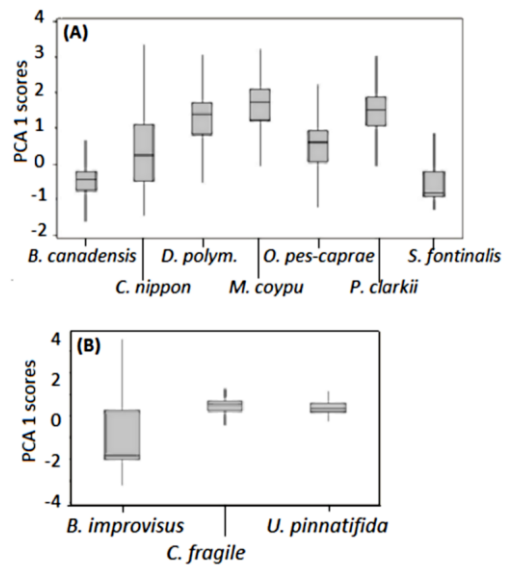 4
(A)
3
2
1
0
-1
-2
PCA 1 scores
B. canadensis D. polym. O. pes-caprae S. fontinalis
C. nippon M. coypu P. clarkii
4
(B)
2
0
-2
-4
PCA 1 scores
B. improvisus U. pinnatifida
C. fragile